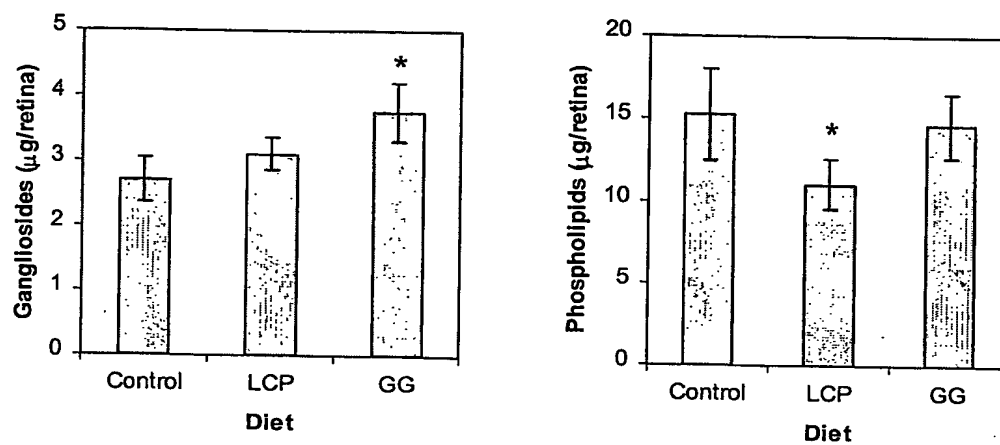 Gangliosides (µg/retina)
5
4
3
2
1
0
*
Control LCP GG
Diet
Phospholipids (µg/retina)
20
15
10
5
0
*
Control LCP GG
Diet